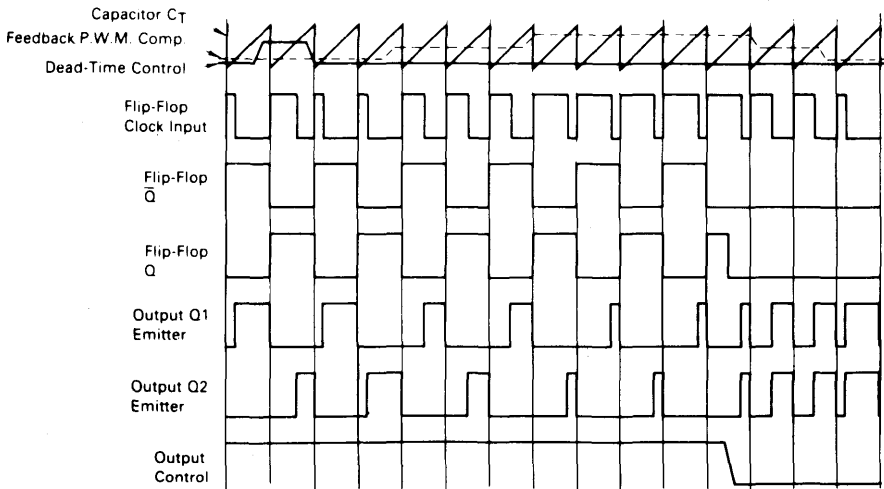 Capacitor CT
Feedback P.W.M. Comp.
Dead-Time Control
Flip-Flop
Clock Input
Flip-Flop
Q̅
Flip-Flop
Q
Output Q1
Emitter
Output Q2
Emitter
Output
Control